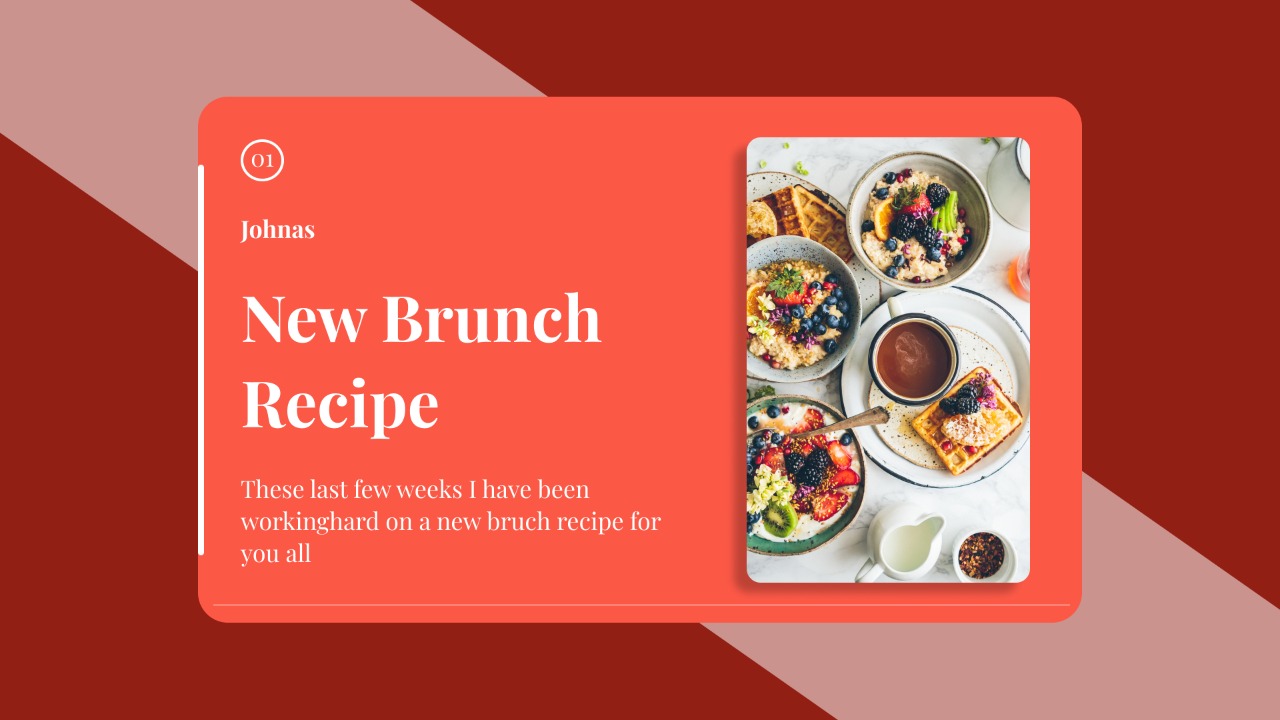 01
Johnas
New Brunch
Recipe
These last few weeks I have been
workinghard on a new bruch recipe for
you all